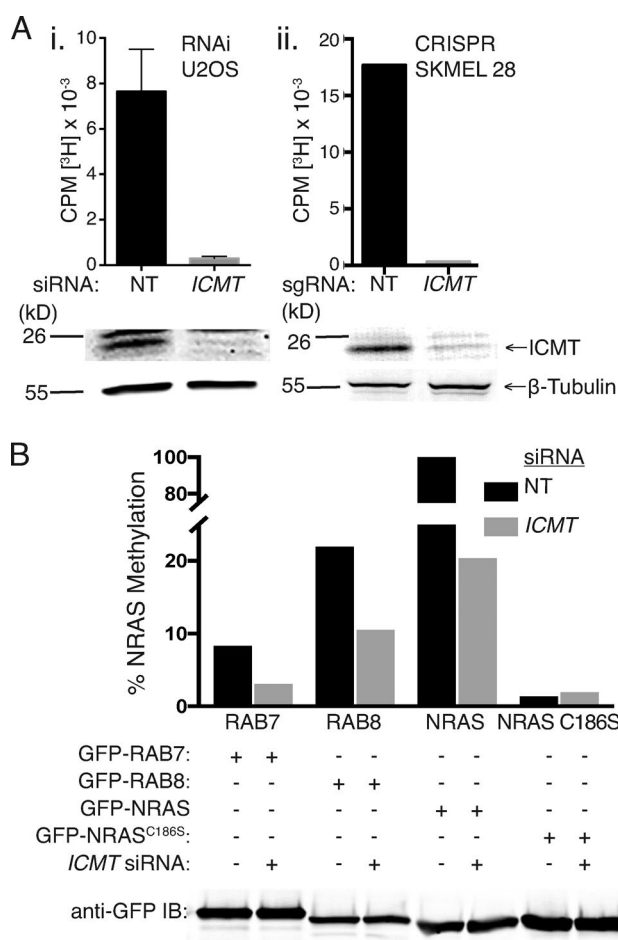 A
i.
RNAi
U2OS
CPM [³H] x 10⁻³
10
8
6
4
2
0
siRNA: NT ICMT
ii.
CRISPR
SKMEL 28
CPM [³H] x 10⁻³
20
15
10
5
0
sgRNA: NT ICMT
(kD)
26
55
(kD)
26
55
←ICMT
←β-Tubulin
B
% NRAS Methylation
100
80
20
10
0
siRNA
NT
ICMT
RAB7 RAB8 NRAS NRAS C186S
GFP-RAB7: + + - - - - - -
GFP-RAB8: - - + + - - - -
GFP-NRAS - - - - + + - -
GFP-NRASC186S: - - - - - - + +
ICMT siRNA: - + - + - + - +
anti-GFP IB: